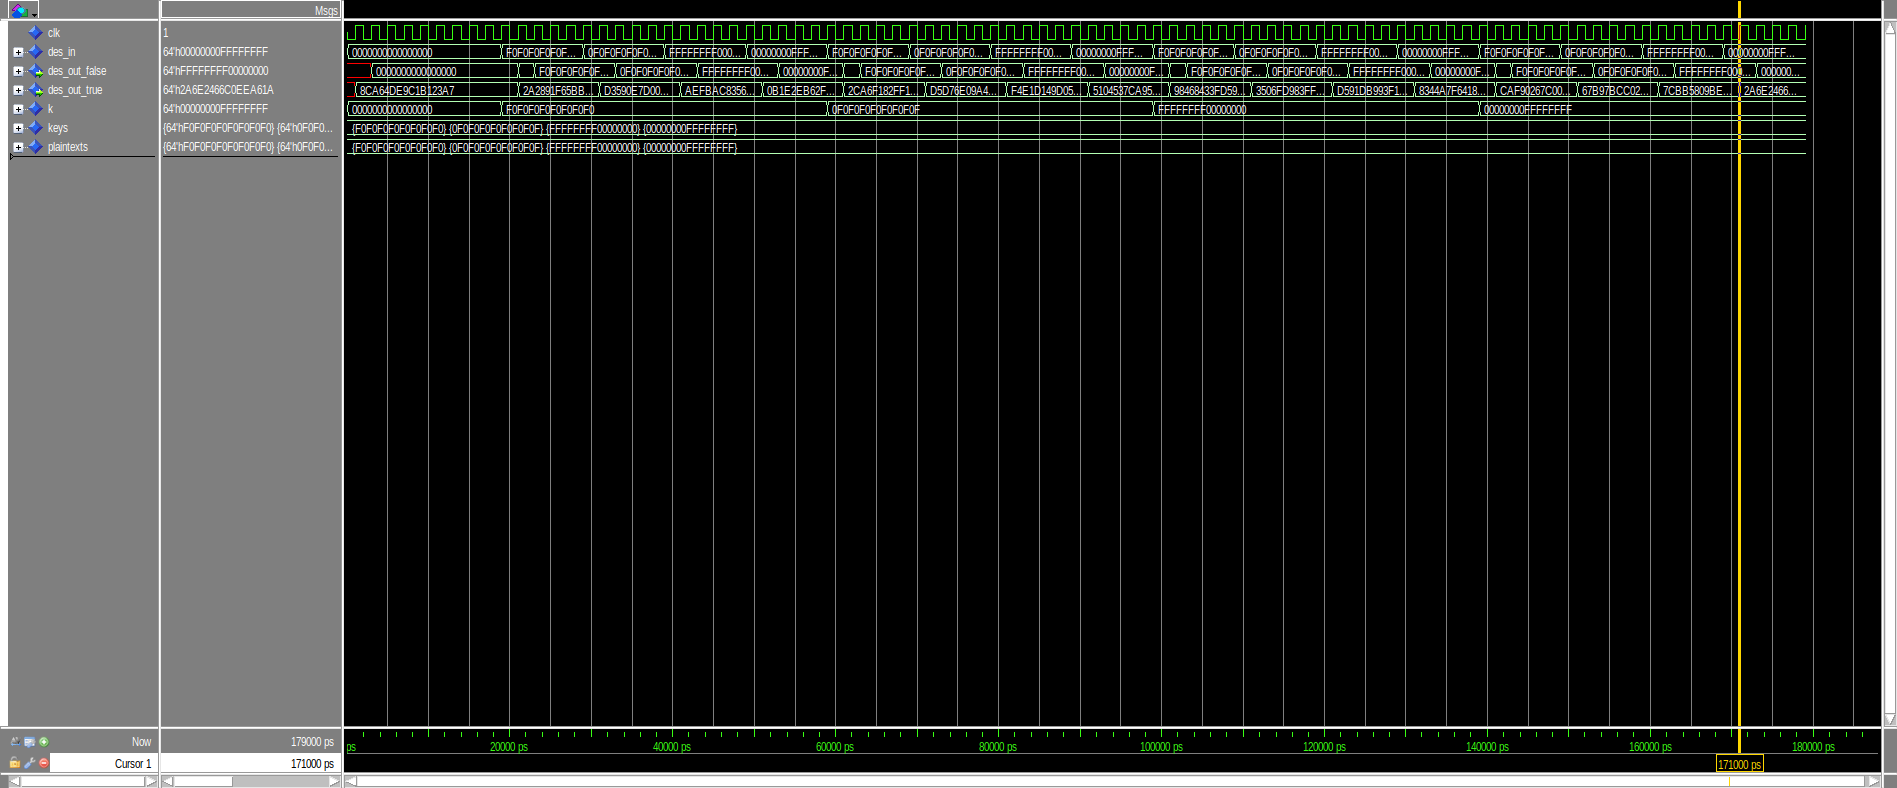 Msgs
clk 1
des_in 64'h00000000FFFFFFFF 0000000000000000 F0F0F0F0F0F... 0F0F0F0F0F0... FFFFFFFF000... 00000000FFF... F0F0F0F0F0F... 0F0F0F0F0F0... FFFFFFFF00... 00000000FFF... F0F0F0F0F0F... 0F0F0F0F0F0... FFFFFFFF00... 00000000FFF... F0F0F0F0F0F... 0F0F0F0F0F0... FFFFFFFF00... 00000000FFF...
des_out_false 64'hFFFFFFFF00000000 0000000000000000 F0F0F0F0F... 0F0F0F0F0F0... FFFFFFFF00... 00000000F... F0F0F0F0F0F... 0F0F0F0F0F0... FFFFFFFF00... 00000000F... F0F0F0F0F0F... 0F0F0F0F0F0... FFFFFFFF000... 00000000F... F0F0F0F0F0F... 0F0F0F0F0F0... FFFFFFFF00... 000000...
des_out_true 64'h2A6E2466C0EEA61A 8CA64DE9C1B123A7 2A2891F65BB... D3590E7D00... AEFBAC8356... 0B1E2EB62F... 2CA6F182FF1... D5D76E09A4... F4E1D149D05... 5104537CA95... 98468433FD59... 3506FD983FF... D591DB993F1... 8344A7F6418... CAF90267C00... 67B97BCC02... 7CBB5809BE... 2A6E2466...
k 64'h00000000FFFFFFFF 0000000000000000 F0F0F0F0F0F0F0F0 0F0F0F0F0F0F0F0F FFFFFFFF00000000 00000000FFFFFFFF
keys {64'hF0F0F0F0F0F0F0F0} {64'h0F0F0... {F0F0F0F0F0F0F0F0} {0F0F0F0F0F0F0F0F} {FFFFFFFF00000000} {00000000FFFFFFFF}
plaintexts {64'hF0F0F0F0F0F0F0F0} {64'h0F0F0... {F0F0F0F0F0F0F0F0} {0F0F0F0F0F0F0F0F} {FFFFFFFF00000000} {00000000FFFFFFFF}
Now 179000 ps ps 20000 ps 40000 ps 60000 ps 80000 ps 100000 ps 120000 ps 140000 ps 160000 ps 180000 ps
Cursor 1 171000 ps 171000 ps